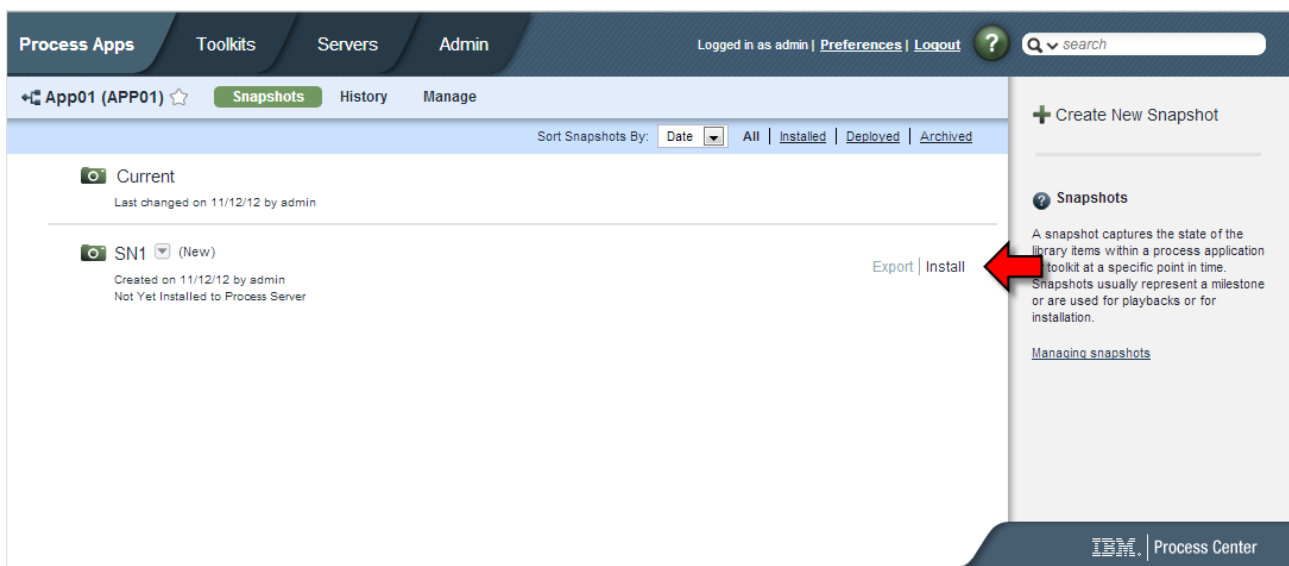 Process Apps Toolkits Servers Admin Logged in as admin | Preferences | Logout ? search
App01 (APP01) Snapshots History Manage
Sort Snapshots By: Date All | Installed | Deployed | Archived
Current
Last changed on 11/12/12 by admin
SN1 (New)
Created on 11/12/12 by admin
Not Yet Installed to Process Server
Export | Install
Create New Snapshot
? Snapshots
A snapshot captures the state of the
library items within a process application
toolkit at a specific point in time.
Snapshots usually represent a milestone
or are used for playbacks or for
installation.
Managing snapshots
IBM. | Process Center